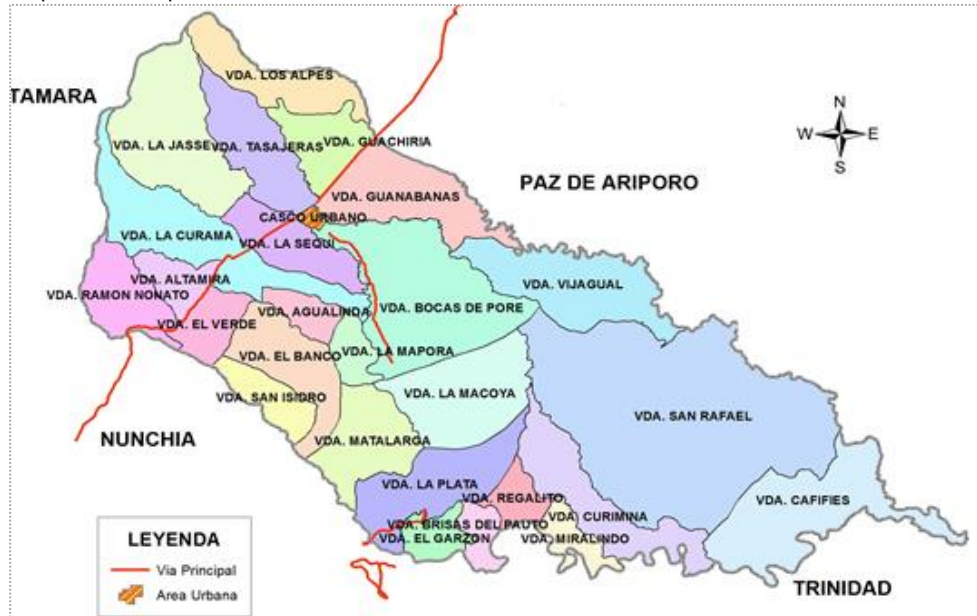 VDA. LOS ALPES
TAMARA
N
W E
S
VDA. LA JASSE
VDA. TASAJERAS
VDA. GUACHIRIA
PAZ DE ARIPORO
VDA. GUANABANAS
CASCO URBANO
VDA. LA CURAMA
VDA. LA SEQUI
VDA. ALTAMIRA
VDA. VIJAGUAL
VDA. RAMON NONATO
VDA. AGUALINDA
VDA. BOCAS DE PORE
VDA. EL VERDE
VDA. EL BANCO
VDA. LA MAPORA
VDA. SAN ISIDRO
VDA. LA MACOYA
VDA. SAN RAFAEL
NUNCHIA
VDA. MATALARGA
VDA. LA PLATA
VDA. REGALITO
VDA. CAFIFIES
VDA. BRISAS DEL PAUTO
VDA. CURIMINA
VDA. EL GARZON
VDA. MIRALINDO
TRINIDAD
LEYENDA
Via Principal
Area Urbana